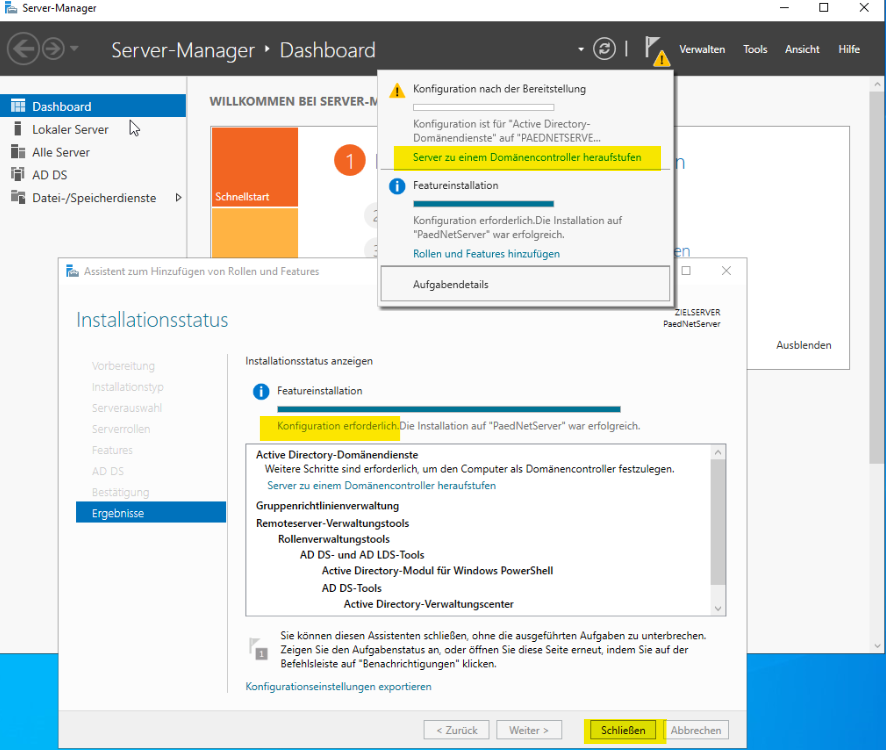 Server-Manager
Server-Manager • Dashboard
Verwalten Tools Ansicht Hilfe
Dashboard
Lokaler Server
Alle Server
AD DS
Datei-/Speicherdienste
WILLKOMMEN BEI SERVER-M
1
Schnellstart
2
3
n
en
Ausblenden
Konfiguration nach der Bereitstellung
Konfiguration ist für "Active Directory-
Domänendienste" auf "PAEDNETSERVE...
Server zu einem Domänencontroller heraufstufen
Featureinstallation
Konfiguration erforderlich.Die Installation auf
"PaedNetServer" war erfolgreich.
Rollen und Features hinzufügen
Aufgabendetails
Assistent zum Hinzufügen von Rollen und Features
Installationsstatus
ZIELSERVER
PaedNetServer
Vorbereitung
Installationstyp
Serverauswahl
Serverrollen
Features
AD DS
Bestätigung
Ergebnisse
Installationsstatus anzeigen
Featureinstallation
Konfiguration erforderlich.Die Installation auf "PaedNetServer" war erfolgreich.
Active Directory-Domänendienste
Weitere Schritte sind erforderlich, um den Computer als Domänencontroller festzulegen.
Server zu einem Domänencontroller heraufstufen
Gruppenrichtlinienverwaltung
Remoteserver-Verwaltungstools
Rollenverwaltungstools
AD DS- und AD LDS-Tools
Active Directory-Modul für Windows PowerShell
AD DS-Tools
Active Directory-Verwaltungscenter
1
Sie können diesen Assistenten schließen, ohne die ausgeführten Aufgaben zu unterbrechen.
Zeigen Sie den Aufgabenstatus an, oder öffnen Sie diese Seite erneut, indem Sie auf der
Befehlsleiste auf "Benachrichtigungen" klicken.
Konfigurationseinstellungen exportieren
< Zurück Weiter > Schließen Abbrechen